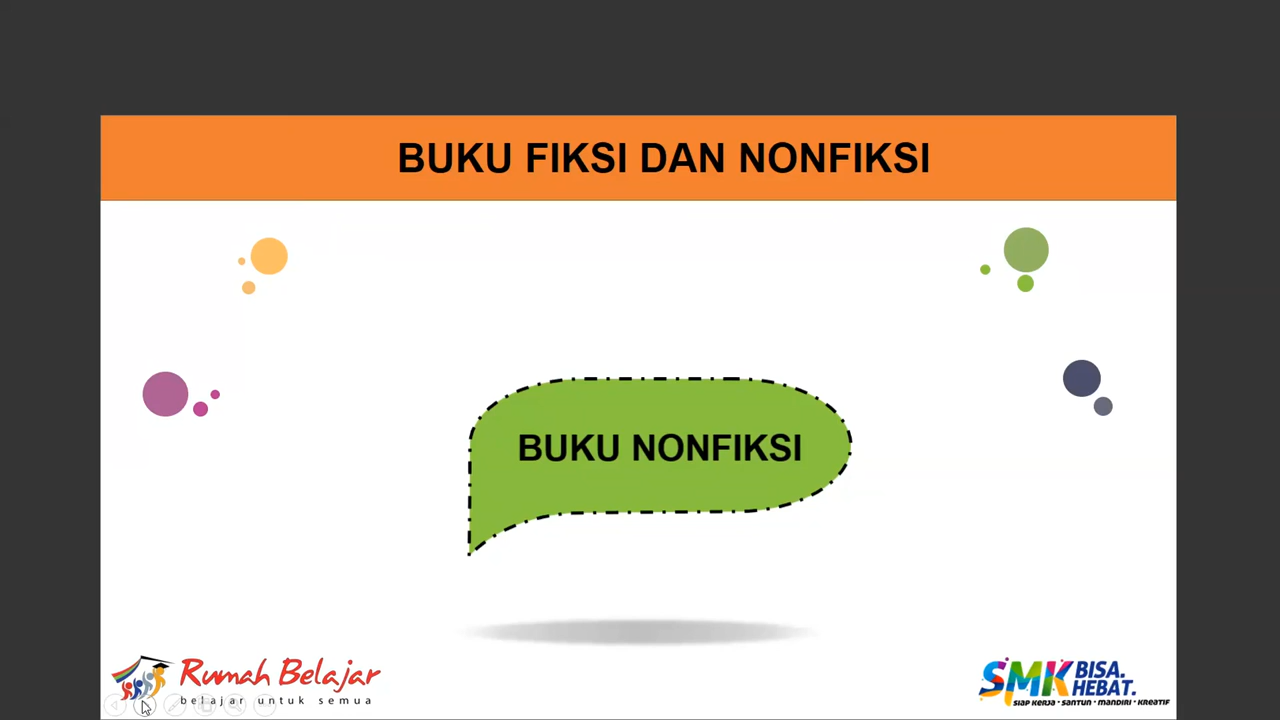 BUKU FIKSI DAN NONFIKSI
BUKU NONFIKSI
Rumah Belajar
belajar untuk semua
SMK BISA.
HEBAT.
SIAP KERJA • SANTUN • MANDIRI • KREATIF